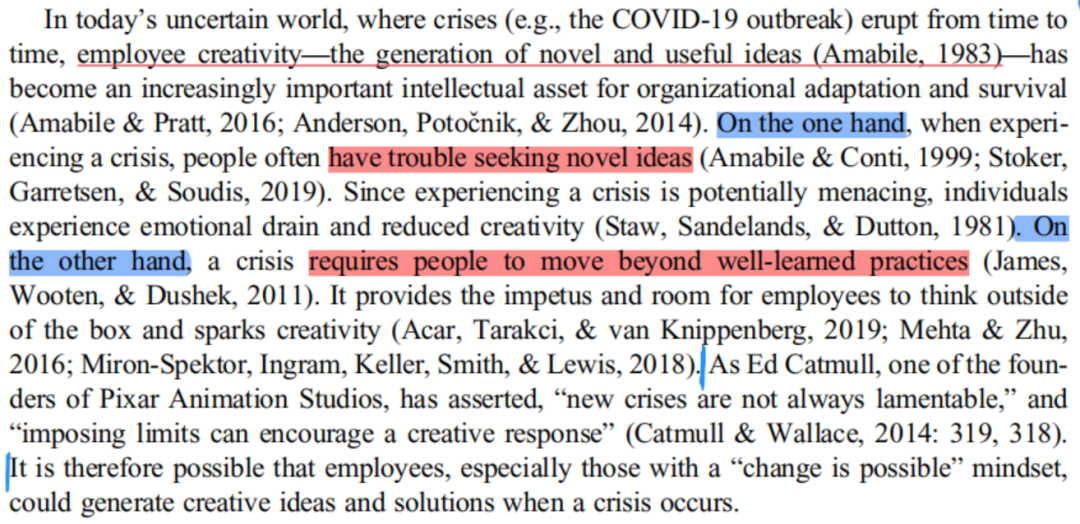 In today’s uncertain world, where crises (e.g., the COVID-19 outbreak) erupt from time to
time, employee creativity—the generation of novel and useful ideas (Amabile, 1983)—has
become an increasingly important intellectual asset for organizational adaptation and survival
(Amabile & Pratt, 2016; Anderson, Potočnik, & Zhou, 2014). On the one hand, when experi-
encing a crisis, people often have trouble seeking novel ideas (Amabile & Conti, 1999; Stoker,
Garretsen, & Soudis, 2019). Since experiencing a crisis is potentially menacing, individuals
experience emotional drain and reduced creativity (Staw, Sandelands, & Dutton, 1981). On
the other hand, a crisis requires people to move beyond well-learned practices (James,
Wooten, & Dushek, 2011). It provides the impetus and room for employees to think outside
of the box and sparks creativity (Acar, Tarakci, & van Knippenberg, 2019; Mehta & Zhu,
2016; Miron-Spektor, Ingram, Keller, Smith, & Lewis, 2018). As Ed Catmull, one of the foun-
ders of Pixar Animation Studios, has asserted, “new crises are not always lamentable,” and
“imposing limits can encourage a creative response” (Catmull & Wallace, 2014: 319, 318).
It is therefore possible that employees, especially those with a “change is possible” mindset,
could generate creative ideas and solutions when a crisis occurs.